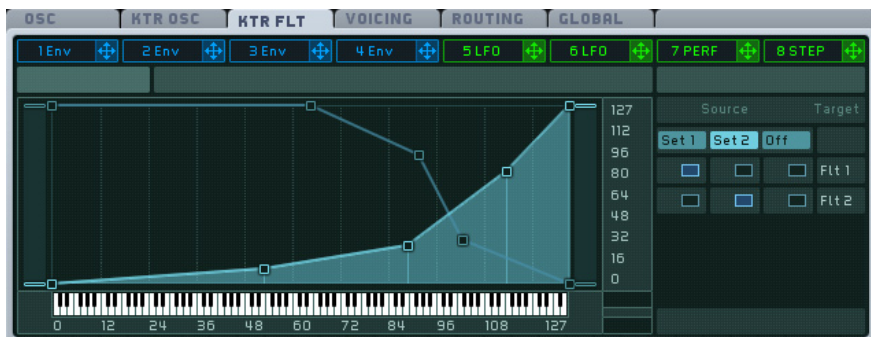 OSC KTR OSC KTR FLT VOICING ROUTING GLOBAL
1 Env 2 Env 3 Env 4 Env 5 LFO 6 LFO 7 PERF 8 STEP
127
112
96
80
64
48
32
16
0
0 12 24 36 48 60 72 84 96 108 127
Source Target
Set 1 Set 2 Off
Flt 1
Flt 2